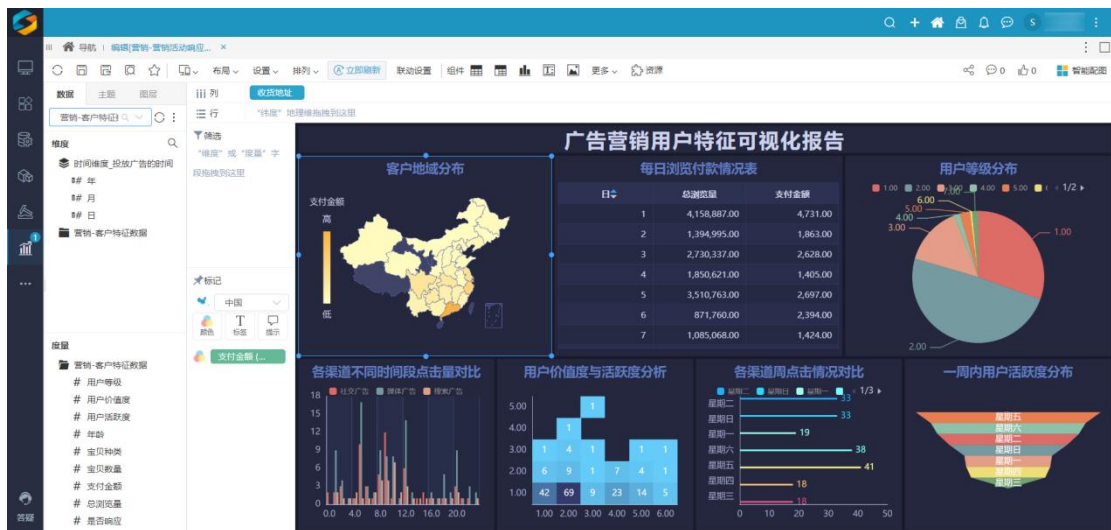 S
导航 | 编辑[营销-营销活动响应... ×
布局 设置 排列 立即刷新 联动设置 组件 更多 资源 0 0 智能配图
数据 主题 图层
营销-客户特征
维度
时间维度_投放广告的时间
年
月
日
营销-客户特征数据
度量
营销-客户特征数据
# 用户等级
# 用户价值度
# 用户活跃度
# 年龄
# 宝贝种类
# 宝贝数量
# 支付金额
# 总浏览量
# 是否响应
1
答疑
列 收货地址
行 "纬度" 地理维拖拽到这里
筛选
"维度" 或 "度量" 字
段拖拽到这里
标记
中国
颜色 标签 提示
支付金额 (...
广告营销用户特征可视化报告
客户地域分布
支付金额
高
低
每日浏览付款情况表
日 总浏览量 支付金额
1 4,158,887.00 4,731.00
2 1,394,995.00 1,863.00
3 2,730,337.00 2,628.00
4 1,850,621.00 1,405.00
5 3,510,763.00 2,697.00
6 871,760.00 2,394.00
7 1,085,068.00 1,424.00
用户等级分布
1.00 2.00 3.00 4.00 5.00 1/2
7.00
6.00
5.00
4.00
3.00
1.00
2.00
各渠道不同时间段点击量对比
社交广告 媒体广告 搜索广告
18
15
12
9
6
3
0
0.0 4.0 8.0 12.0 16.0 20.0
用户价值度与活跃度分析
5.00 1
4.00 1
3.00 1 4 1 1 1
2.00 6 9 1 7 4 1
1.00 42 69 9 23 14 5
1.00 2.00 3.00 4.00 5.00 6.00
各渠道周点击情况对比
星期二 星期日 星期一 1/3
星期二 33
星期日 33
星期一 19
星期六 38
星期五 41
星期四 18
星期三 18
0 10 20 30 40 50
一周内用户活跃度分布
星期五
星期六
星期二
星期日
星期一
星期四
星期三